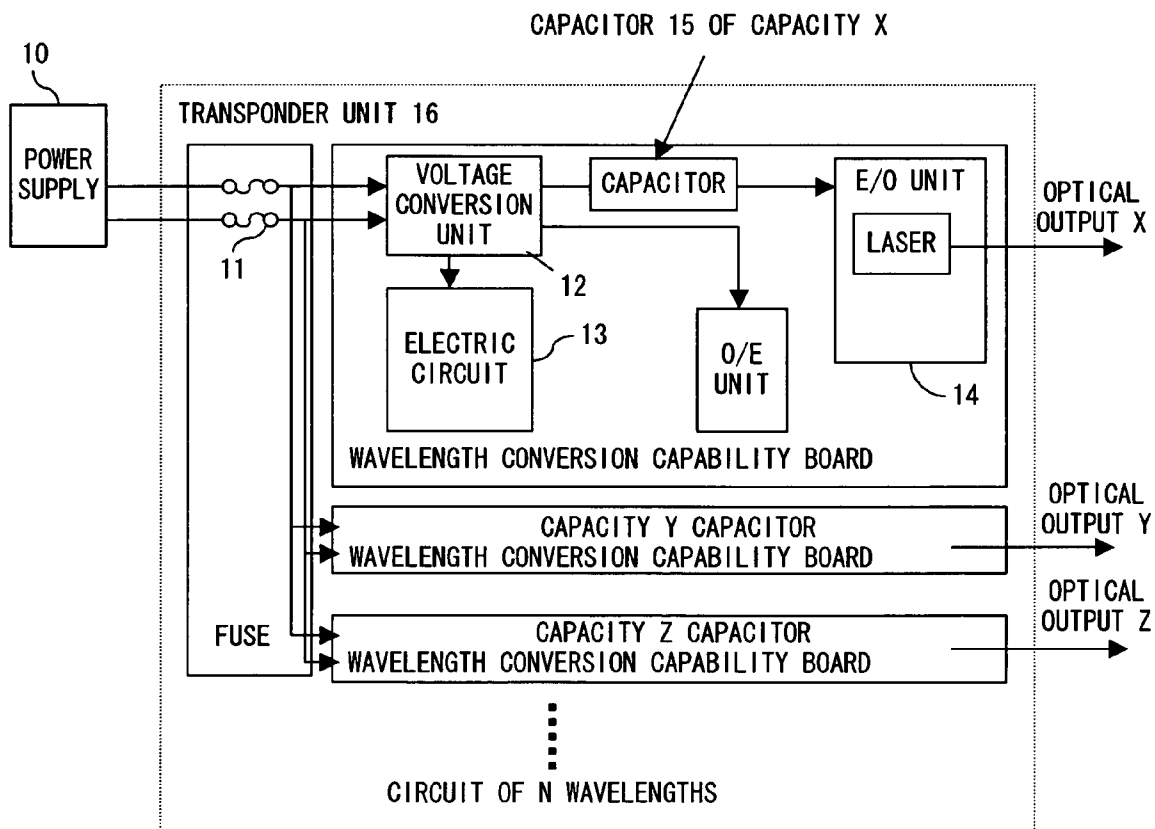 CAPACITOR 15 OF CAPACITY X
10
TRANSPONDER UNIT 16
POWER
SUPPLY
VOLTAGE
CONVERSION
UNIT
CAPACITOR
E/O UNIT
LASER
OPTICAL
OUTPUT X
11
12
ELECTRIC
CIRCUIT
13
O/E
UNIT
14
WAVELENGTH CONVERSION CAPABILITY BOARD
CAPACITY Y CAPACITOR
WAVELENGTH CONVERSION CAPABILITY BOARD
OPTICAL
OUTPUT Y
FUSE
CAPACITY Z CAPACITOR
WAVELENGTH CONVERSION CAPABILITY BOARD
OPTICAL
OUTPUT Z
CIRCUIT OF N WAVELENGTHS